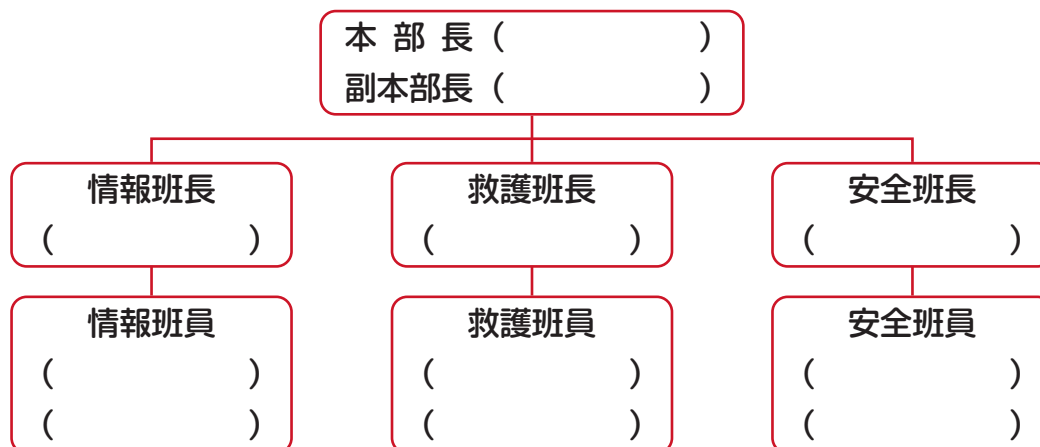 本 部 長（　　　　　　）
副本部長（　　　　　　）
情報班長
（　　　　　　）
救護班長
（　　　　　　）
安全班長
（　　　　　　）
情報班員
（　　　　　　）
（　　　　　　）
救護班員
（　　　　　　）
（　　　　　　）
安全班員
（　　　　　　）
（　　　　　　）